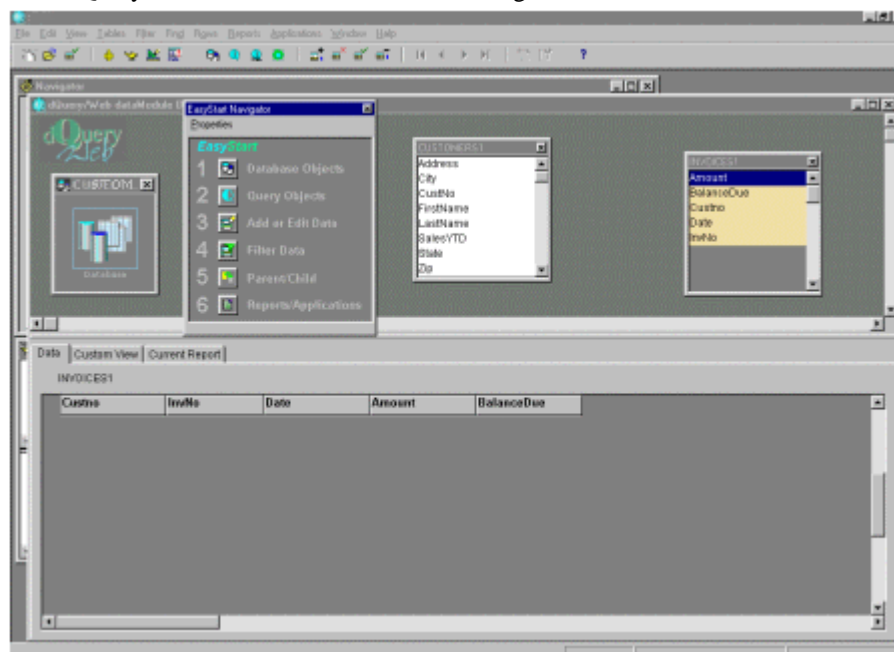 File Edit View Tables Filter Find Rows Reports Applications Window Help
Navigator
dQuery/Web dataModule
dQuery
Web
CUSTOM
Database
EasyStart Navigator
Properties
EasyStart
1 Database Objects
2 Query Objects
3 Add or Edit Data
4 Filter Data
5 Parent/Child
6 Reports/Applications
CUSTOMERS1
Address
City
CustNo
FirstName
LastName
SalesYTD
State
Zip
INVOICES1
Amount
BalanceDue
Custno
Date
InvNo
Data Custom View Current Report
INVOICES1
Custno InvNo Date Amount BalanceDue